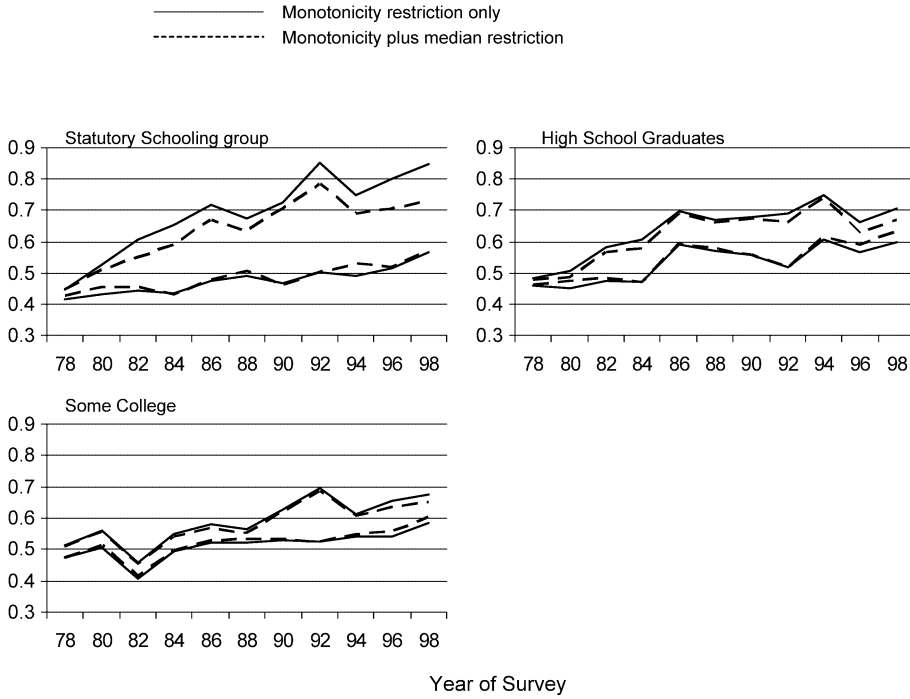 Monotonicity restriction only
Monotonicity plus median restriction
Statutory Schooling group
0.9
0.8
0.7
0.6
0.5
0.4
0.3
78 80 82 84 86 88 90 92 94 96 98
High School Graduates
0.9
0.8
0.7
0.6
0.5
0.4
0.3
78 80 82 84 86 88 90 92 94 96 98
Some College
0.9
0.8
0.7
0.6
0.5
0.4
0.3
78 80 82 84 86 88 90 92 94 96 98
Year of Survey